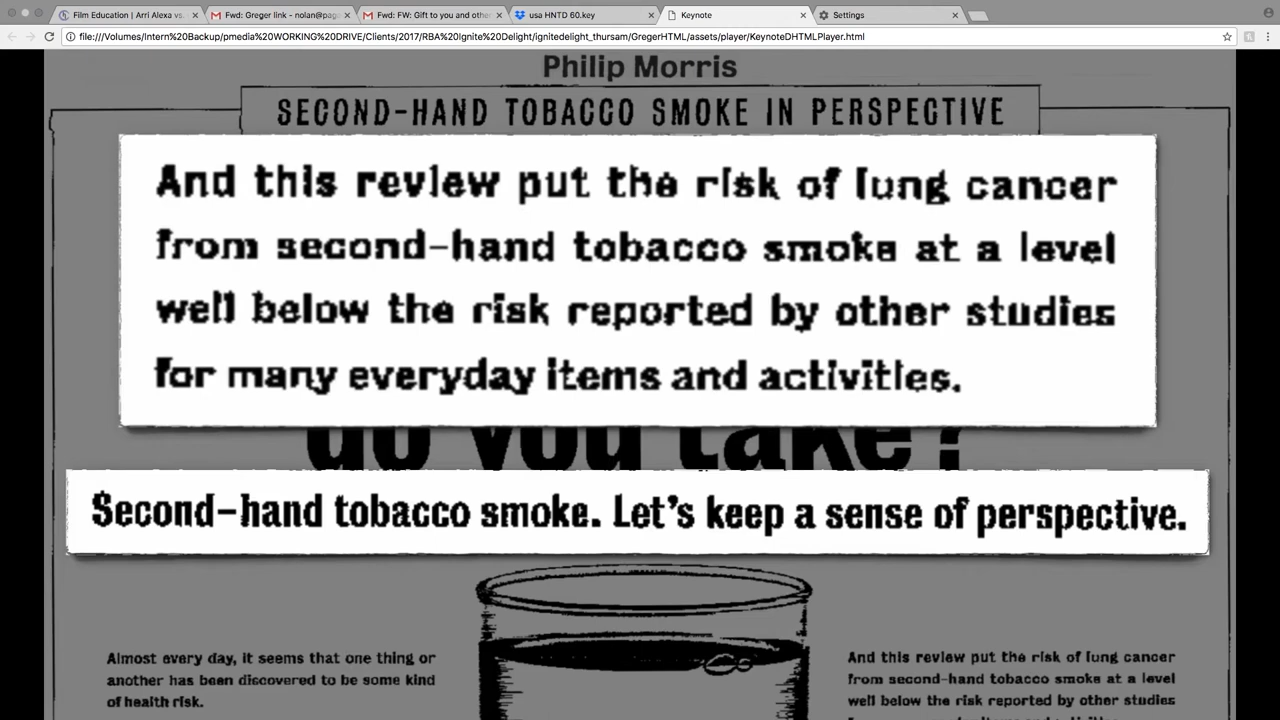 Film Education | Arri Alexa vs.
Fwd: Greger link - nolan@pag
Fwd: FW: Gift to you and othe
usa HNTD 60.key
Keynote
Settings
file:///Volumes/Intern%20Backup/pmedia%20WORKING%20DRIVE/Clients/2017/RBA%20Ignite%20Delight/ignitedelight_thursam/GregerHTML/assets/player/KeynoteDHTMLPlayer.html
Philip Morris
SECOND-HAND TOBACCO SMOKE IN PERSPECTIVE
And this review put the risk of lung cancer
from second-hand tobacco smoke at a level
well below the risk reported by other studies
for many everyday items and activities.
do you take?
Second-hand tobacco smoke. Let's keep a sense of perspective.
Almost every day, it seems that one thing or
another has been discovered to be some kind
of health risk.
And this review put the risk of lung cancer
from second-hand tobacco smoke at a level
well below the risk reported by other studies